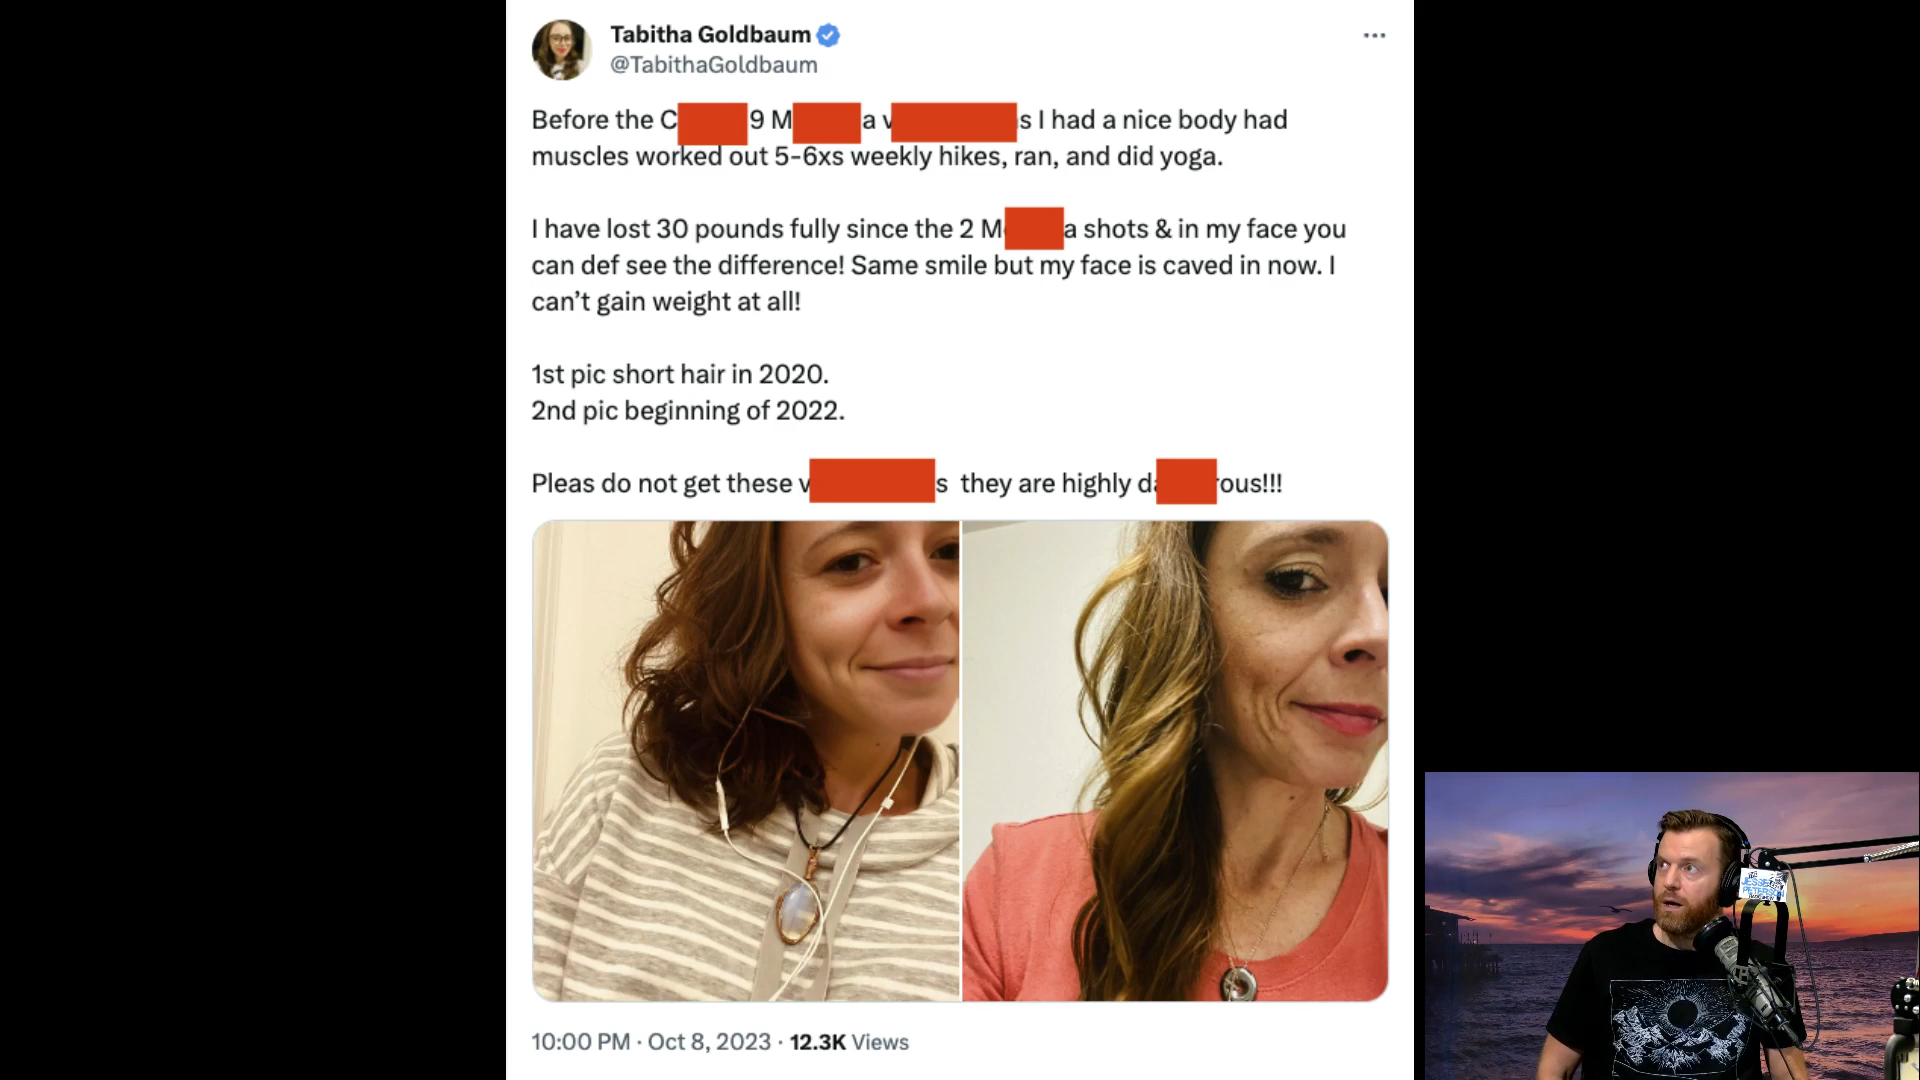 Tabitha Goldbaum
@TabithaGoldbaum
Before the C 9 M a v s I had a nice body had
muscles worked out 5-6xs weekly hikes, ran, and did yoga.
I have lost 30 pounds fully since the 2 M a shots & in my face you
can def see the difference! Same smile but my face is caved in now. I
can’t gain weight at all!
1st pic short hair in 2020.
2nd pic beginning of 2022.
Pleas do not get these v s they are highly da rous!!!
10:00 PM · Oct 8, 2023 · 12.3K Views
JESSE
PETERSON